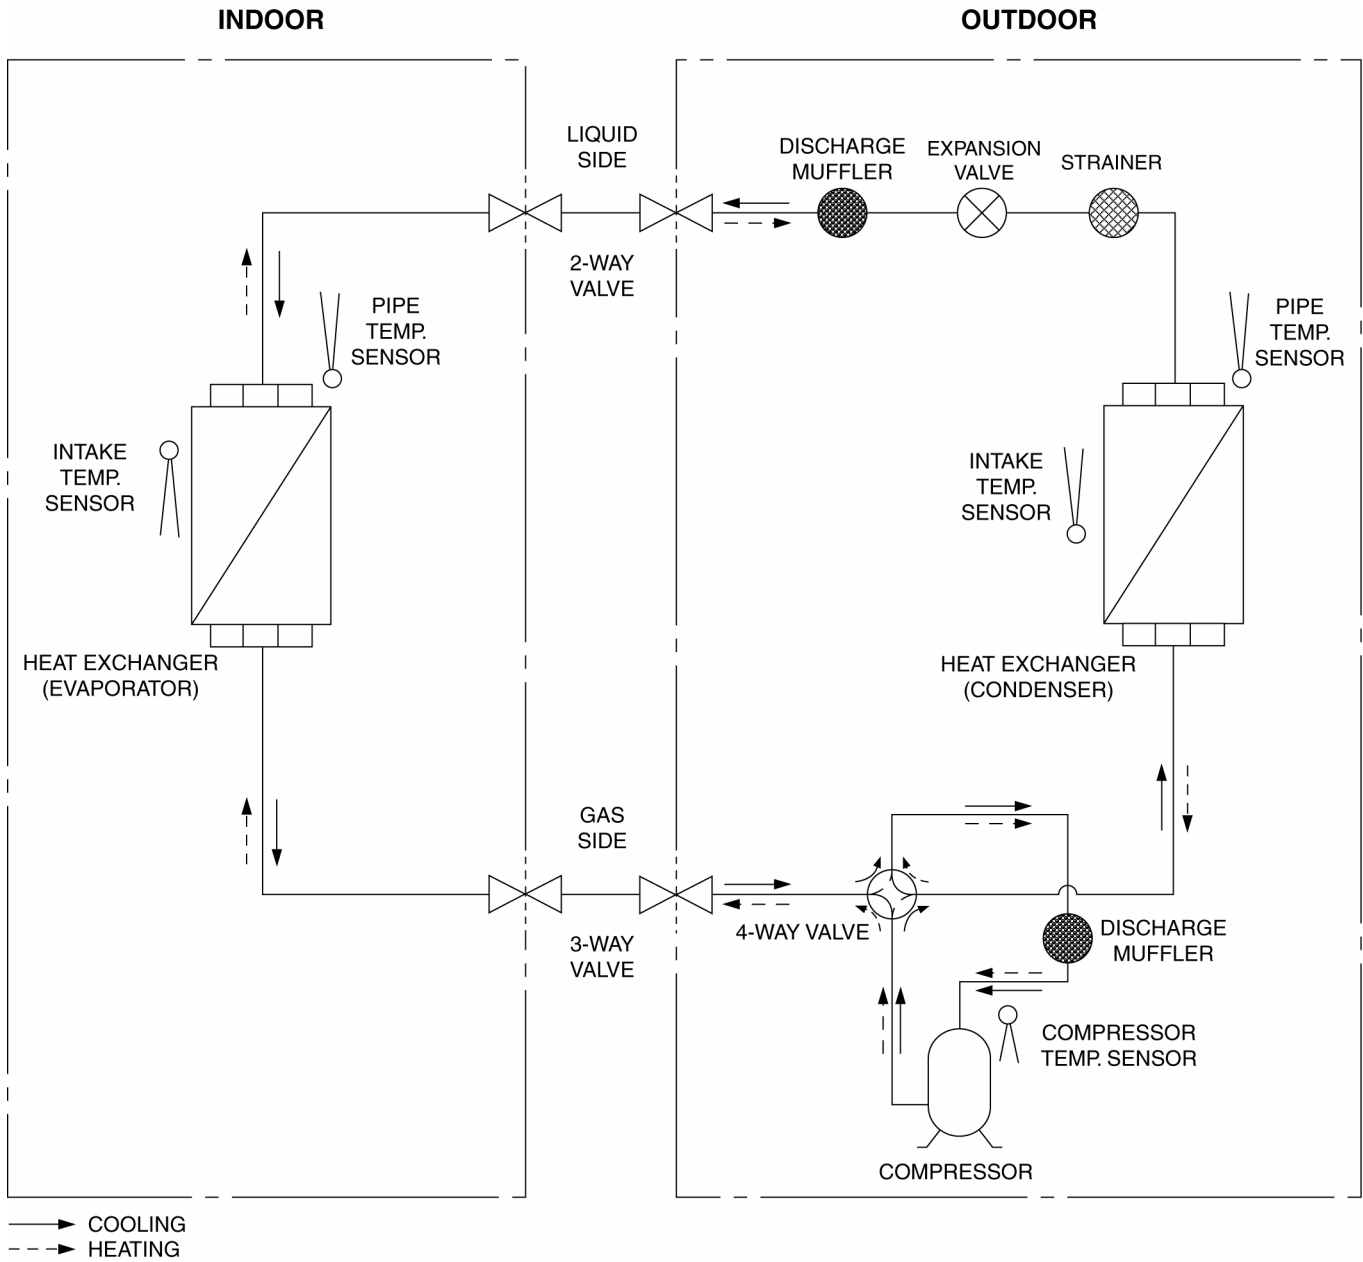 INDOOR
OUTDOOR
LIQUID
SIDE
DISCHARGE
MUFFLER
EXPANSION
VALVE
STRAINER
2-WAY
VALVE
PIPE
TEMP.
SENSOR
PIPE
TEMP.
SENSOR
INTAKE
TEMP.
SENSOR
INTAKE
TEMP.
SENSOR
HEAT EXCHANGER
(EVAPORATOR)
HEAT EXCHANGER
(CONDENSER)
GAS
SIDE
3-WAY
VALVE
4-WAY VALVE
DISCHARGE
MUFFLER
COMPRESSOR
TEMP. SENSOR
COMPRESSOR
COOLING
HEATING